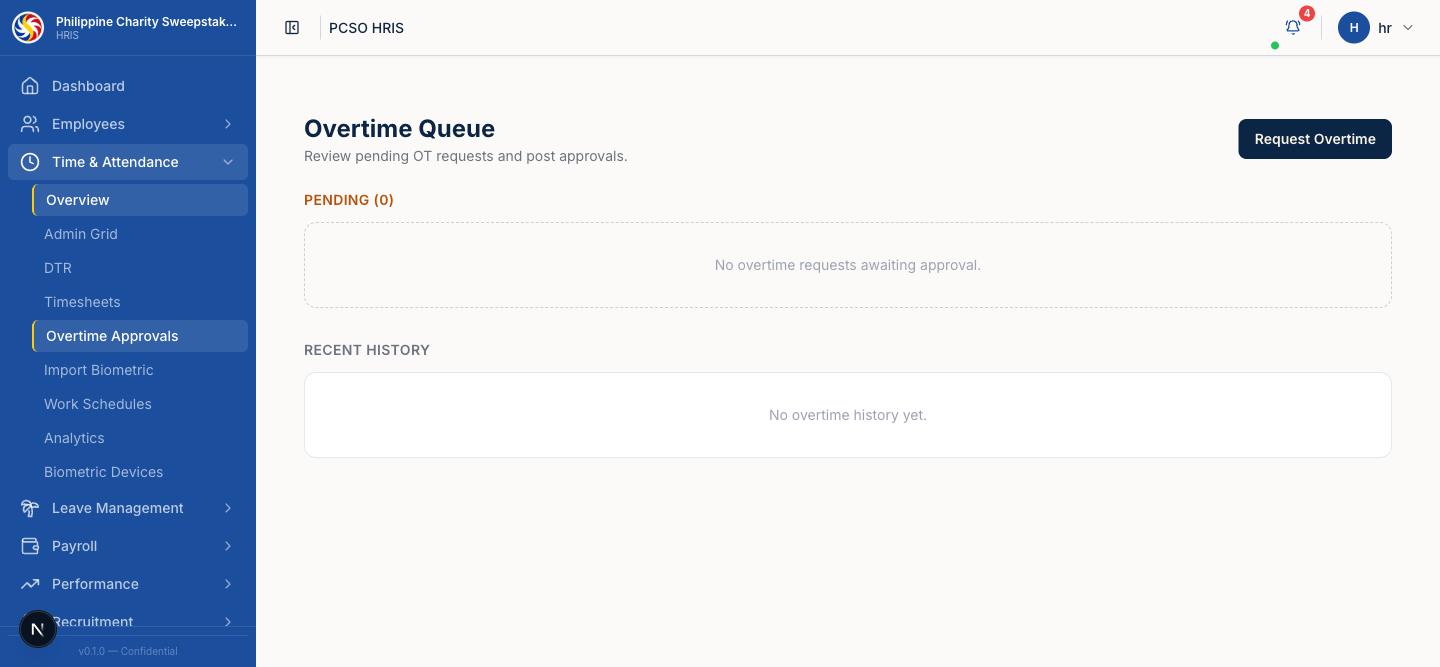 Philippine Charity Sweepstak...
HRIS
PCSO HRIS
4
H
hr
Dashboard
Employees
Time & Attendance
Overview
Admin Grid
DTR
Timesheets
Overtime Approvals
Import Biometric
Work Schedules
Analytics
Biometric Devices
Leave Management
Payroll
Performance
Recruitment
N
v0.1.0 — Confidential
Overtime Queue
Review pending OT requests and post approvals.
Request Overtime
PENDING (0)
No overtime requests awaiting approval.
RECENT HISTORY
No overtime history yet.